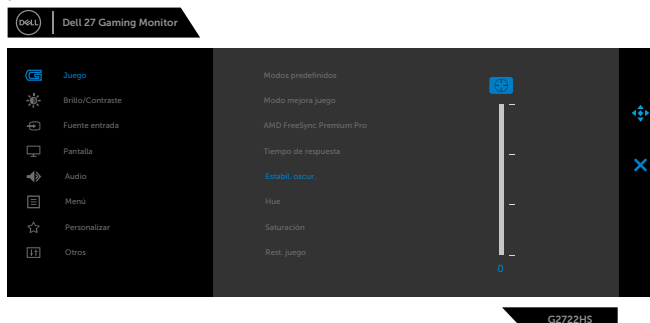 DELL
Dell 27 Gaming Monitor
Juego
Brillo/Contraste
Fuente entrada
Pantalla
Audio
Menú
Personalizar
Otros
Modos predefinidos
Modo mejora juego
AMD FreeSync Premium Pro
Tiempo de respuesta
Estabil. oscur.
Hue
Saturación
Rest. juego
0
G2722HS